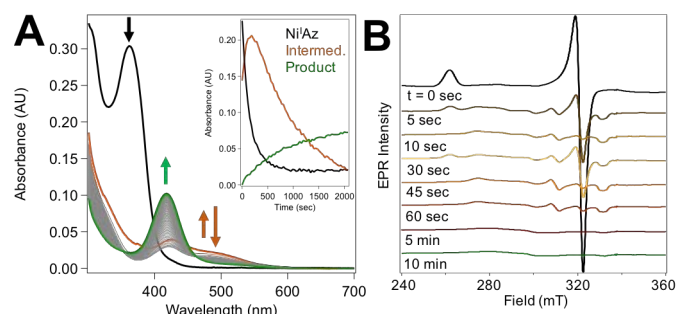 A
Absorbance (AU)
0.30
0.25
0.20
0.15
0.10
0.05
0.00
400
500
600
700
Wavelength (nm)
Absorbance (AU)
0.20
0.15
0.10
0.05
0.00
0
500
1000
1500
2000
Time (sec)
NiᴵAz
Intermed.
Product
B
EPR Intensity
t = 0 sec
5 sec
10 sec
30 sec
45 sec
60 sec
5 min
10 min
240
280
320
360
Field (mT)